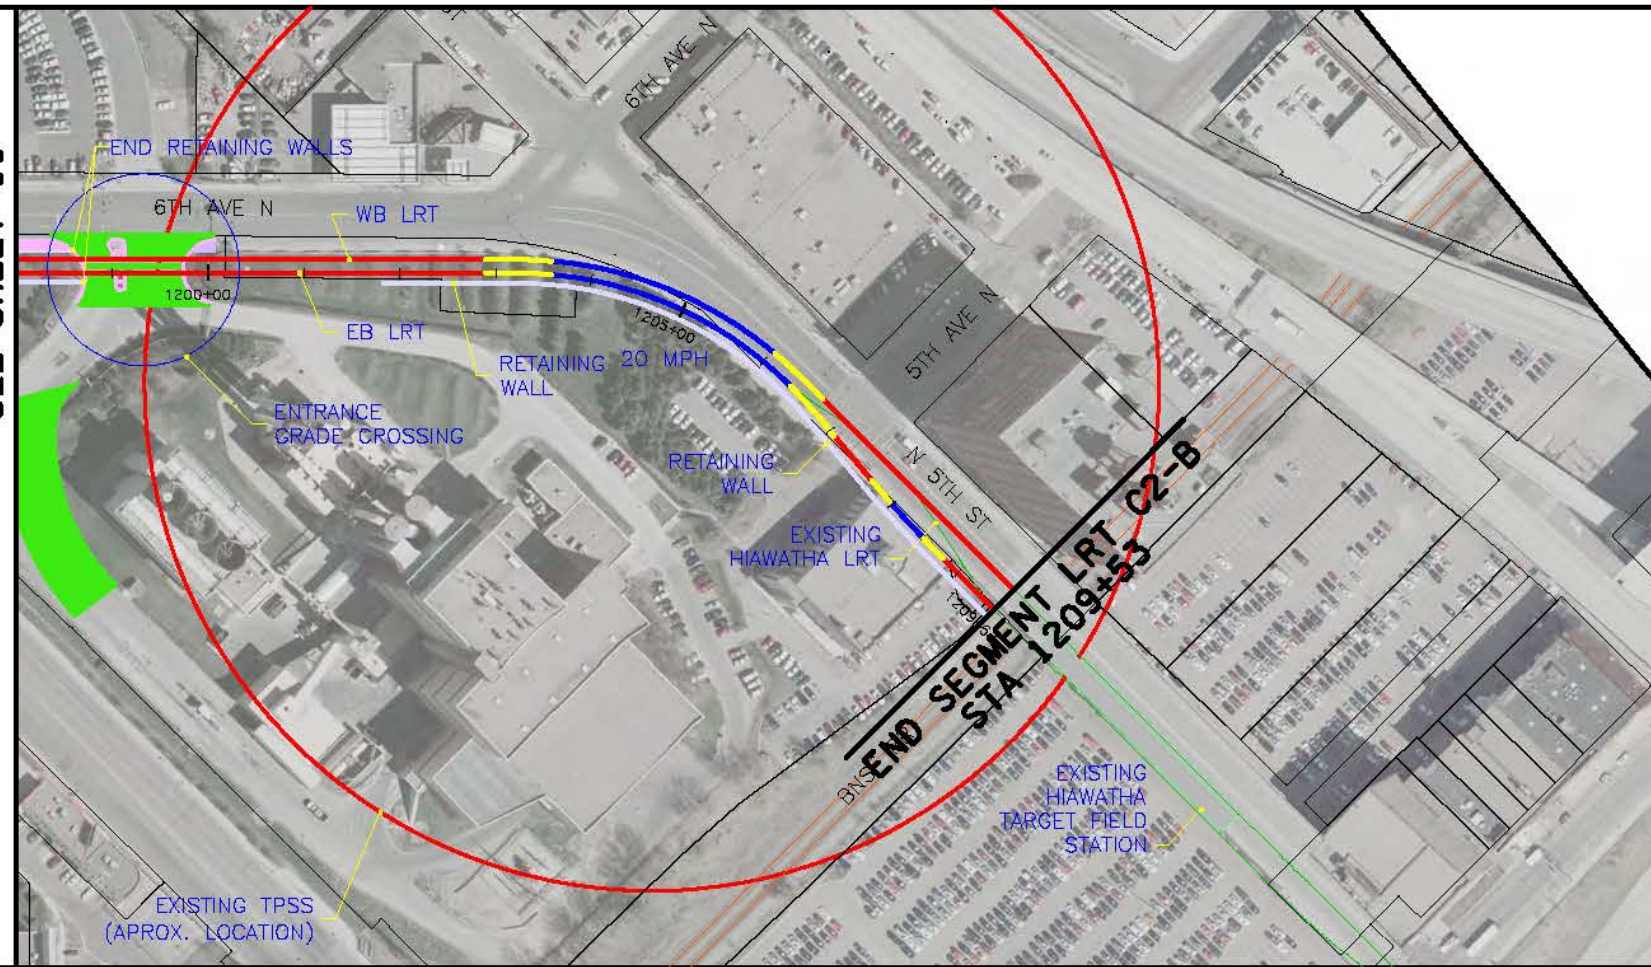 6TH AVE N
END RETAINING WALLS
6TH AVE N
WB LRT
1200+00
EB LRT
1205+00
RETAINING
WALL
20 MPH
5TH AVE N
ENTRANCE
GRADE CROSSING
RETAINING
WALL
N 5TH ST
EXISTING
HIAWATHA LRT
END SEGMENT LRT C2-B
STA 1209+53
EXISTING
HIAWATHA
TARGET FIELD
STATION
EXISTING TPSS
(APROX. LOCATION)